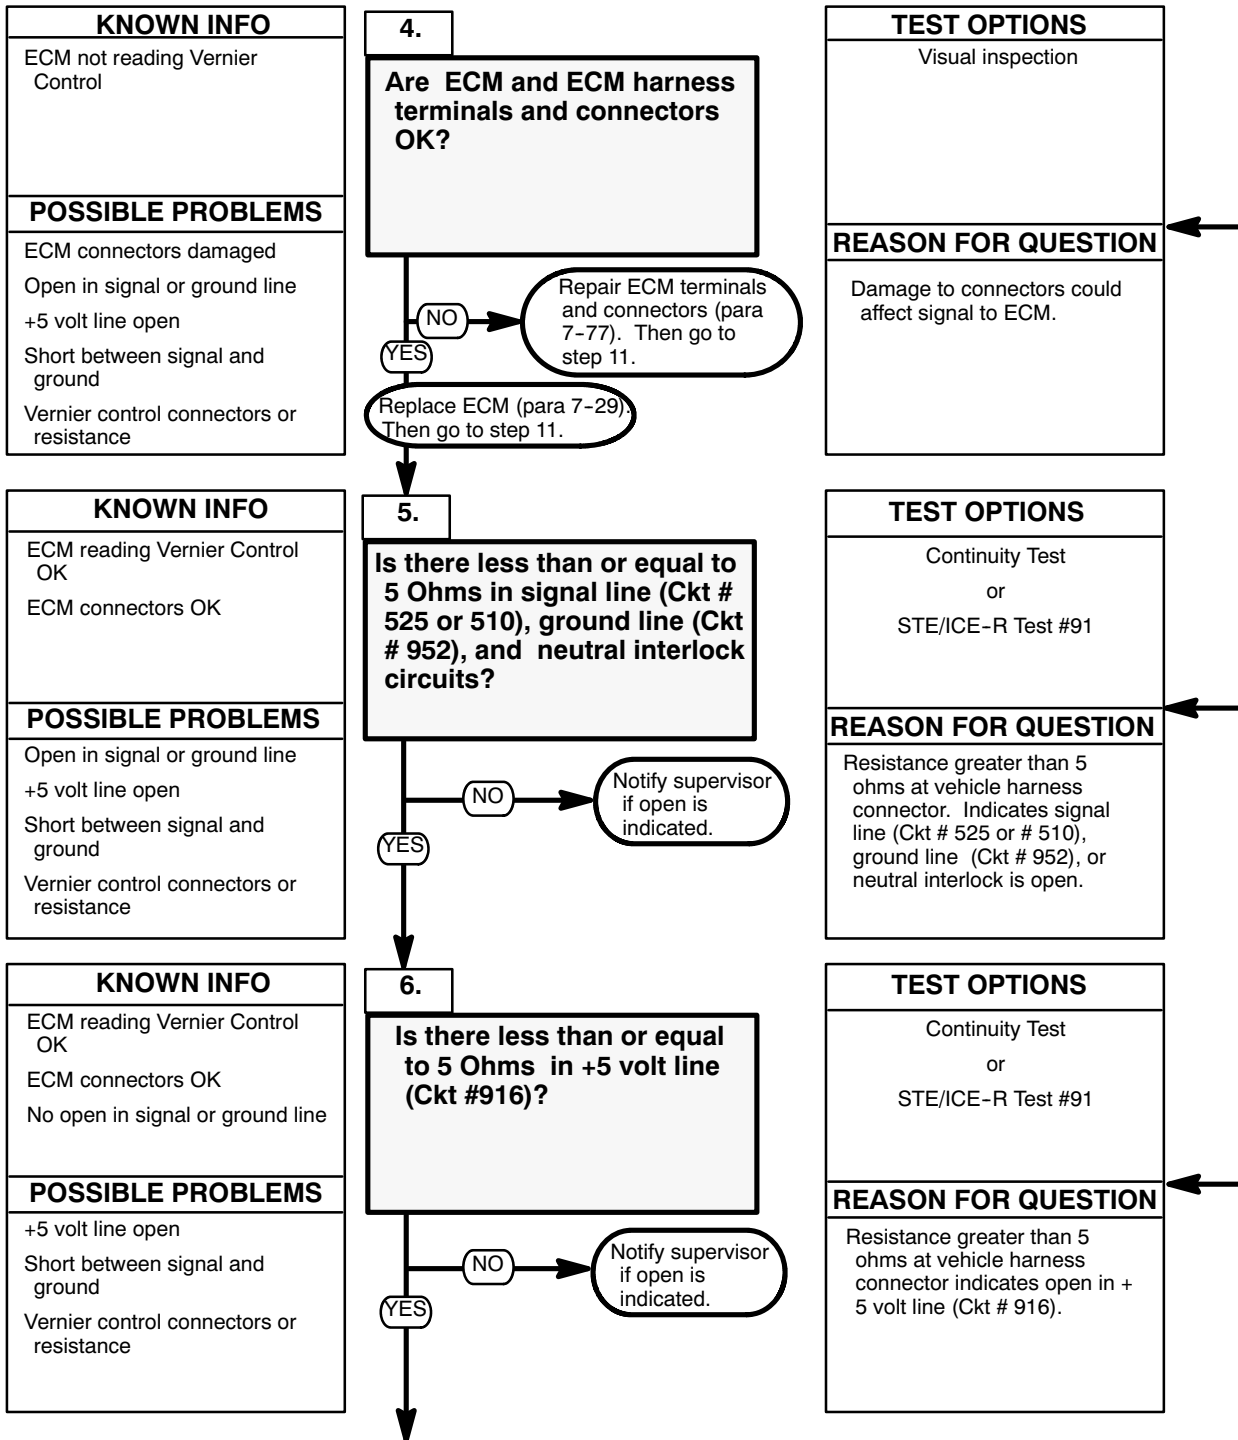 KNOWN INFO
ECM not reading Vernier
Control
POSSIBLE PROBLEMS
ECM connectors damaged
Open in signal or ground line
+5 volt line open
Short between signal and
ground
Vernier control connectors or
resistance
4.
Are ECM and ECM harness
terminals and connectors
OK?
NO
Repair ECM terminals
and connectors (para
7-77). Then go to
step 11.
YES
Replace ECM (para 7-29).
Then go to step 11.
TEST OPTIONS
Visual inspection
REASON FOR QUESTION
Damage to connectors could
affect signal to ECM.
KNOWN INFO
ECM reading Vernier Control
OK
ECM connectors OK
POSSIBLE PROBLEMS
Open in signal or ground line
+5 volt line open
Short between signal and
ground
Vernier control connectors or
resistance
5.
Is there less than or equal to
5 Ohms in signal line (Ckt #
525 or 510), ground line (Ckt
# 952), and neutral interlock
circuits?
NO
Notify supervisor
if open is
indicated.
YES
TEST OPTIONS
Continuity Test
or
STE/ICE-R Test #91
REASON FOR QUESTION
Resistance greater than 5
ohms at vehicle harness
connector. Indicates signal
line (Ckt # 525 or # 510),
ground line (Ckt # 952), or
neutral interlock is open.
KNOWN INFO
ECM reading Vernier Control
OK
ECM connectors OK
No open in signal or ground line
POSSIBLE PROBLEMS
+5 volt line open
Short between signal and
ground
Vernier control connectors or
resistance
6.
Is there less than or equal
to 5 Ohms in +5 volt line
(Ckt #916)?
NO
Notify supervisor
if open is
indicated.
YES
TEST OPTIONS
Continuity Test
or
STE/ICE-R Test #91
REASON FOR QUESTION
Resistance greater than 5
ohms at vehicle harness
connector indicates open in +
5 volt line (Ckt # 916).